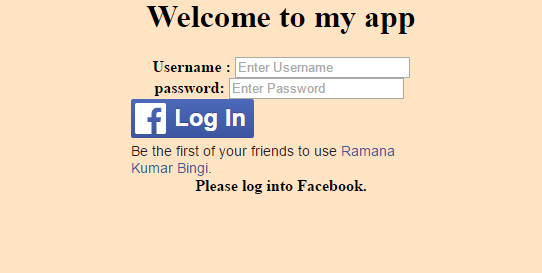 Welcome to my app
Username : Enter Username
password: Enter Password
f Log In
Be the first of your friends to use Ramana
Kumar Bingi.
Please log into Facebook.